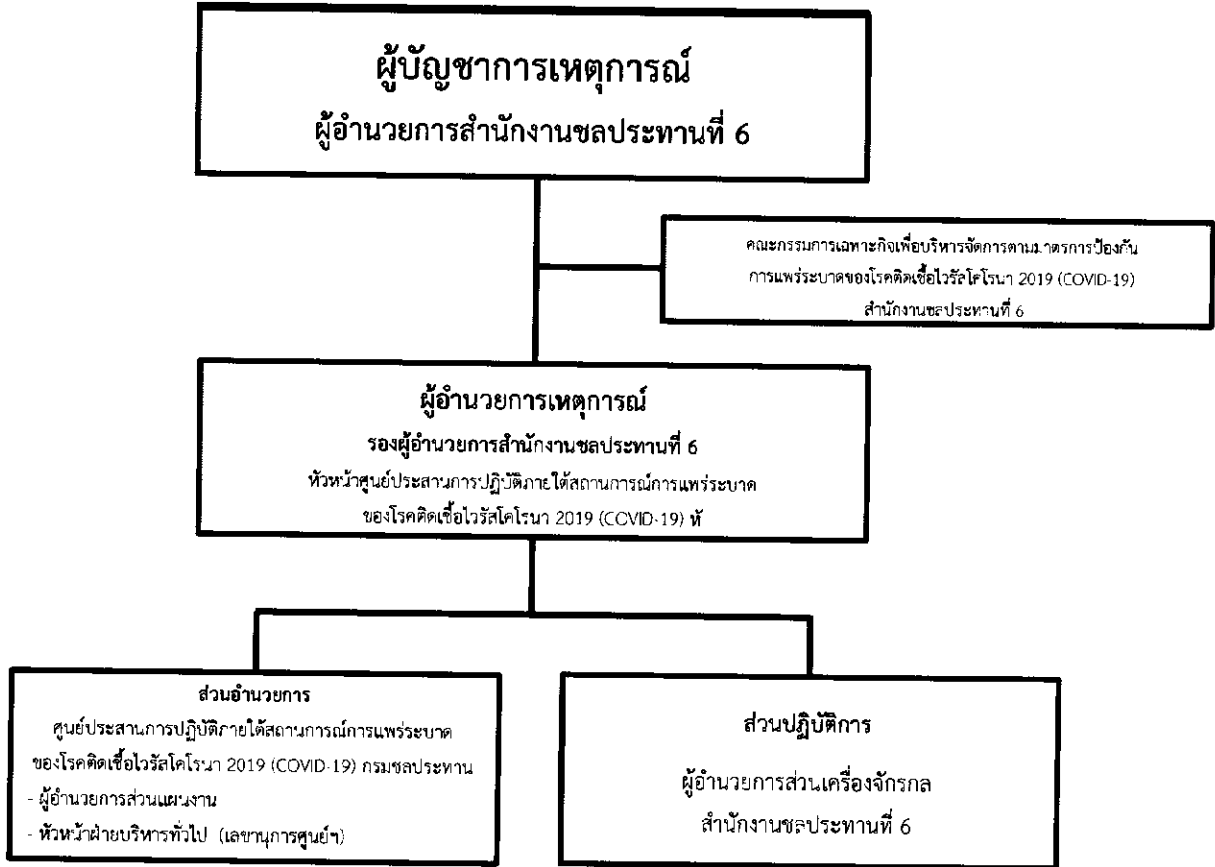 ผู้บัญชาการเหตุการณ์
ผู้อำนวยการสำนักงานชลประทานที่ 6
คณะกรรมการเฉพาะกิจเพื่อบริหารจัดการตามมาตรการป้องกัน
การแพร่ระบาดของโรคติดเชื้อไวรัสโคโรนา 2019 (COVID-19)
สำนักงานชลประทานที่ 6
ผู้อำนวยการเหตุการณ์
รองผู้อำนวยการสำนักงานชลประทานที่ 6
หัวหน้าศูนย์ประสานการปฏิบัติภายใต้สถานการณ์การแพร่ระบาด
ของโรคติดเชื้อไวรัสโคโรนา 2019 (COVID-19) หั
ส่วนอำนวยการ
ศูนย์ประสานการปฏิบัติภายใต้สถานการณ์การแพร่ระบาด
ของโรคติดเชื้อไวรัสโคโรนา 2019 (COVID-19) กรมชลประทาน
- ผู้อำนวยการส่วนแผนงาน
- หัวหน้าฝ่ายบริหารทั่วไป (เลขานุการศูนย์ฯ)
ส่วนปฏิบัติการ
ผู้อำนวยการส่วนเครื่องจักรกล
สำนักงานชลประทานที่ 6